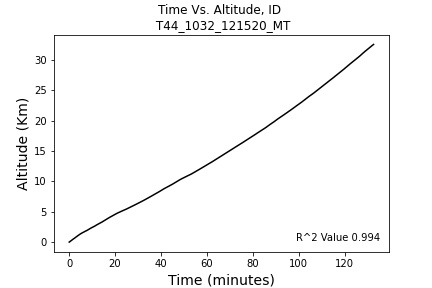 Time Vs. Altitude, ID
T44_1032_121520_MT
Altitude (Km)
30
25
20
15
10
5
0
R^2 Value 0.994
0 20 40 60 80 100 120
Time (minutes)